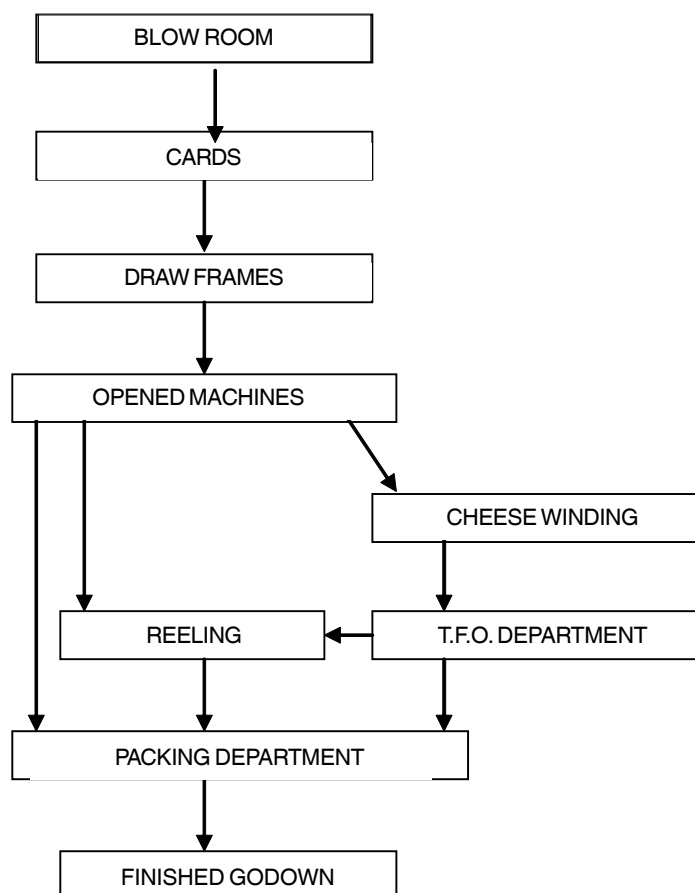 BLOW ROOM
CARDS
DRAW FRAMES
OPENED MACHINES
CHEESE WINDING
REELING
T.F.O. DEPARTMENT
PACKING DEPARTMENT
FINISHED GODOWN